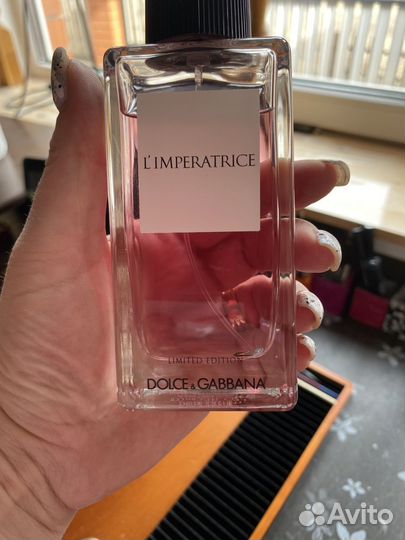 L'IMPERATRICE
LIMITED EDITION
DOLCE & GABBANA
Avito